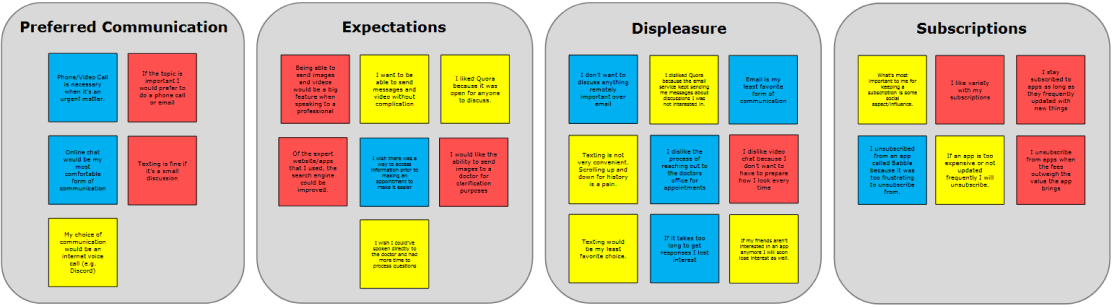 Preferred Communication
Phone/Video Call
is necessary
when it's an
urgent matter.
If the topic is
important I
would prefer to
do a phone call
or email
Online chat
would be my
most
comfortable
form of
communication
Texting is fine if
it's a small
discussion
My choice of
communication
would be an
internet voice
call (e.g.
Discord)
Expectations
Being able to
send images
and videos
would be a big
feature when
speaking to a
professional
I want to be
able to send
messages and
video without
complication
I liked Quora
because it was
open for anyone
to discuss.
Of the expert
website/apps
that I used, the
search engine
could be
improved.
I wish there was a
way to access
information prior to
making an
appointment to
make it easier
I would like the
ability to send
images to a
doctor for
clarification
purposes
I wish I could've
spoken directly to
the doctor and had
more time to
process questions
Displeasure
I don't want to
discuss anything
remotely
important over
email
I disliked Quora
because the email
service kept sending
me messages about
discussions I was
not interested in.
Email is my
least favorite
form of
communication
Texting is not
very convenient.
Scrolling up and
down for history
is a pain.
I dislike the
process of
reaching out to
the doctors
office for
appointments
I dislike video
chat because I
don't want to
have to prepare
how I look every
time
Texting would
be my least
favorite choice.
If it takes too
long to get
responses I lost
interest
If my friends aren't
interested in an app
anymore I will soon
lose interest as well.
Subscriptions
What's most
important to me for
keeping a
subscription is some
social
aspect/influence.
I like variety
with my
subscriptions
I stay
subscribed to
apps as long as
they frequently
updated with
new things
I unsubscribed
from an app
called Babble
because it was
too frustrating
to unsubscribe
from.
If an app is too
expensive or not
updated
frequently I will
unsubscribe.
I unsubscribe
from apps when
the fees
outweigh the
value the app
brings